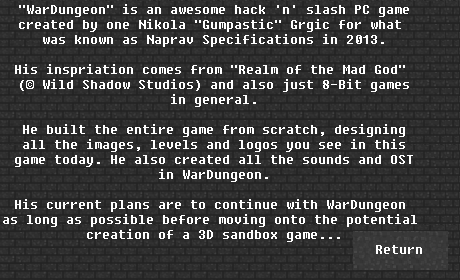 "WarDungeon" is an awesome hack 'n' slash PC game
created by one Nikola "Gumpastic" Grgic for what
was known as Naprav Specifications in 2013.
His inspriation comes from "Realm of the Mad God"
(© Wild Shadow Studios) and also just 8-Bit games
in general.
He built the entire game from scratch, designing
all the images, levels and logos you see in this
game today. He also created all the sounds and OST
in WarDungeon.
His current plans are to continue with WarDungeon
as long as possible before moving onto the potential
creation of a 3D sandbox game...
Return